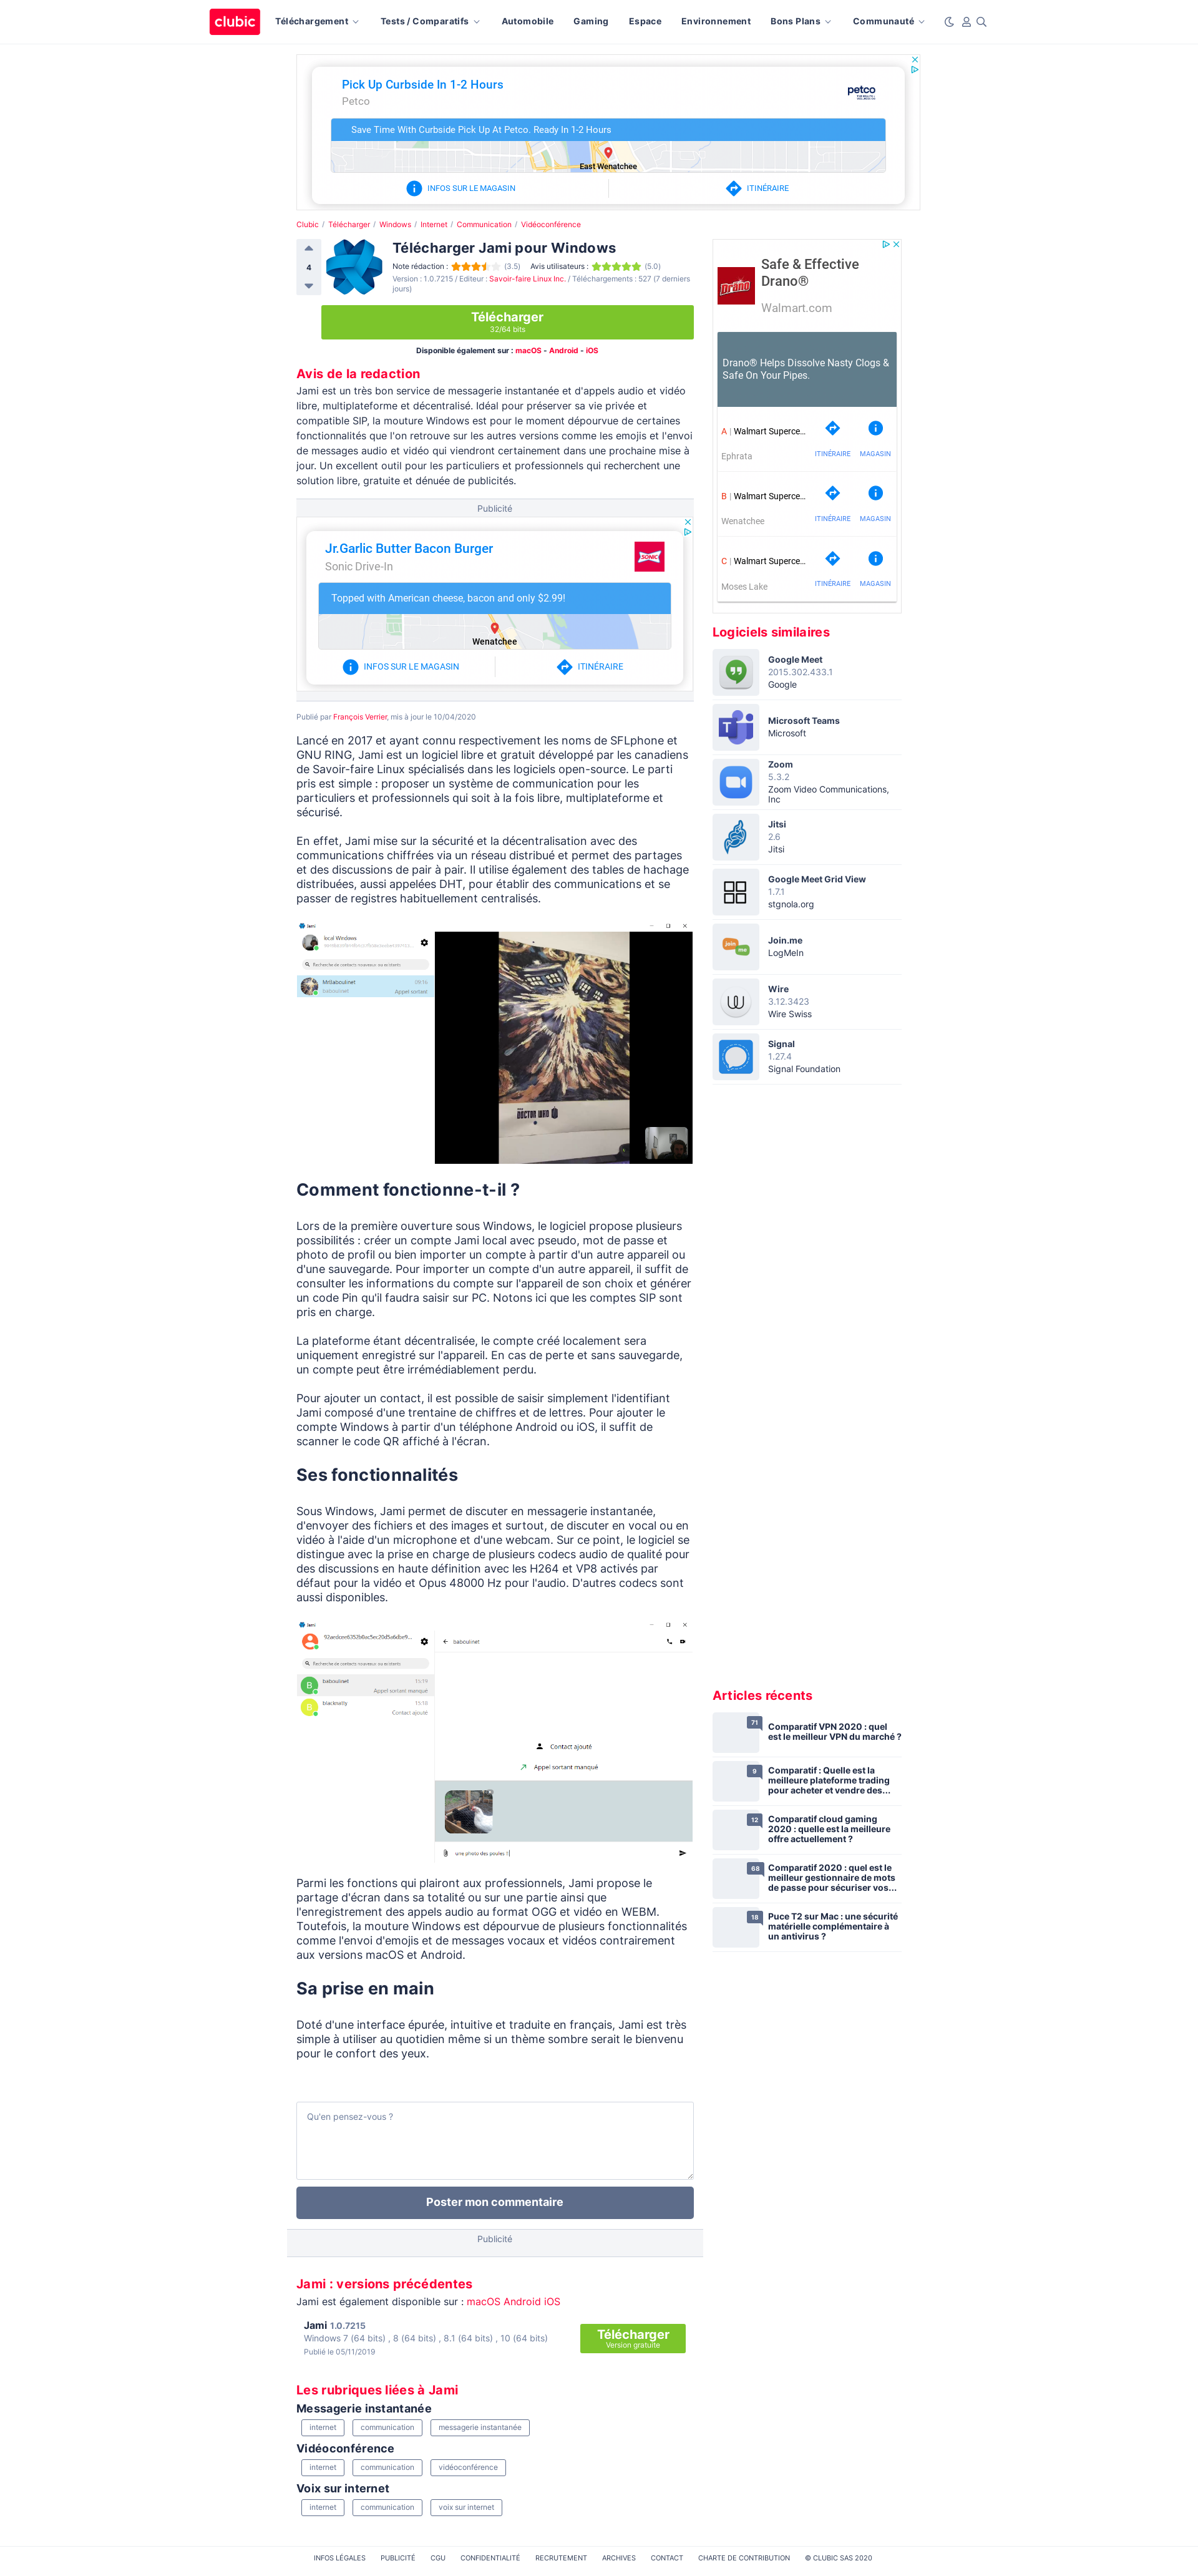 clubic
Téléchargement
Tests / Comparatifs
Automobile
Gaming
Espace
Environnement
Bons Plans
Communauté
Pick Up Curbside In 1-2 Hours
Petco
petco
Save Time With Curbside Pick Up At Petco. Ready In 1-2 Hours
East Wenatchee
INFOS SUR LE MAGASIN
ITINÉRAIRE
Clubic / Télécharger / Windows / Internet / Communication / Vidéoconférence
4
Télécharger Jami pour Windows
Note rédaction : (3.5) Avis utilisateurs : (5.0)
Version : 1.0.7215 / Editeur : Savoir-faire Linux Inc. / Téléchargements : 527 (7 derniers
jours)
Télécharger
32/64 bits
Disponible également sur : macOS - Android - iOS
Avis de la redaction
Jami est un très bon service de messagerie instantanée et d'appels audio et vidéo
libre, multiplateforme et décentralisé. Idéal pour préserver sa vie privée et
compatible SIP, la mouture Windows est pour le moment dépourvue de certaines
fonctionnalités que l'on retrouve sur les autres versions comme les emojis et l'envoi
de messages audio et vidéo qui viendront certainement dans une prochaine mise à
jour. Un excellent outil pour les particuliers et professionnels qui recherchent une
solution libre, gratuite et dénuée de publicités.
Publicité
Jr.Garlic Butter Bacon Burger
Sonic Drive-In
SONIC
Topped with American cheese, bacon and only $2.99!
Wenatchee
INFOS SUR LE MAGASIN
ITINÉRAIRE
Publié par François Verrier, mis à jour le 10/04/2020
Lancé en 2017 et ayant connu respectivement les noms de SFLphone et
GNU RING, Jami est un logiciel libre et gratuit développé par les canadiens
de Savoir-faire Linux spécialisés dans les logiciels open-source. Le parti
pris est simple : proposer un système de communication pour les
particuliers et professionnels qui soit à la fois libre, multiplateforme et
sécurisé.
En effet, Jami mise sur la sécurité et la décentralisation avec des
communications chiffrées via un réseau distribué et permet des partages
et des discussions de pair à pair. Il utilise également des tables de hachage
distribuées, aussi appelées DHT, pour établir des communications et se
passer de registres habituellement centralisés.
Jami
local Windows
Recherche de contacts nouveaux ou existants
Mrtlaboulinet
09:16
baboulinet
Appel sortant
DOCTOR WHO
Comment fonctionne-t-il ?
Lors de la première ouverture sous Windows, le logiciel propose plusieurs
possibilités : créer un compte Jami local avec pseudo, mot de passe et
photo de profil ou bien importer un compte à partir d'un autre appareil ou
d'une sauvegarde. Pour importer un compte d'un autre appareil, il suffit de
consulter les informations du compte sur l'appareil de son choix et générer
un code Pin qu'il faudra saisir sur PC. Notons ici que les comptes SIP sont
pris en charge.
La plateforme étant décentralisée, le compte créé localement sera
uniquement enregistré sur l'appareil. En cas de perte et sans sauvegarde,
un compte peut être irrémédiablement perdu.
Pour ajouter un contact, il est possible de saisir simplement l'identifiant
Jami composé d'une trentaine de chiffres et de lettres. Pour ajouter le
compte Windows à partir d'un téléphone Android ou iOS, il suffit de
scanner le code QR affiché à l'écran.
Ses fonctionnalités
Sous Windows, Jami permet de discuter en messagerie instantanée,
d'envoyer des fichiers et des images et surtout, de discuter en vocal ou en
vidéo à l'aide d'un microphone et d'une webcam. Sur ce point, le logiciel se
distingue avec la prise en charge de plusieurs codecs audio de qualité pour
des discussions en haute définition avec les H264 et VP8 activés par
défaut pour la vidéo et Opus 48000 Hz pour l'audio. D'autres codecs sont
aussi disponibles.
Jami
baboulinet
Recherche de contacts nouveaux ou existants
B
baboulinet
15:19
Appel sortant manqué
B
blacknelly
15:18
Contact ajouté
Contact ajouté
Appel sortant manqué
une photo des poules !
Parmi les fonctions qui plairont aux professionnels, Jami propose le
partage d'écran dans sa totalité ou sur une partie ainsi que
l'enregistrement des appels audio au format OGG et vidéo en WEBM.
Toutefois, la mouture Windows est dépourvue de plusieurs fonctionnalités
comme l'envoi d'emojis et de messages vocaux et vidéos contrairement
aux versions macOS et Android.
Sa prise en main
Doté d'une interface épurée, intuitive et traduite en français, Jami est très
simple à utiliser au quotidien même si un thème sombre serait le bienvenu
pour le confort des yeux.
Qu'en pensez-vous ?
Poster mon commentaire
Publicité
Jami : versions précédentes
Jami est également disponible sur : macOS Android iOS
Jami 1.0.7215
Windows 7 (64 bits) , 8 (64 bits) , 8.1 (64 bits) , 10 (64 bits)
Publié le 05/11/2019
Télécharger
Version gratuite
Les rubriques liées à Jami
Messagerie instantanée
internet
communication
messagerie instantanée
Vidéoconférence
internet
communication
vidéoconférence
Voix sur internet
internet
communication
voix sur internet
Safe & Effective
Drano®
Walmart.com
Drano
Drano® Helps Dissolve Nasty Clogs &
Safe On Your Pipes.
A | Walmart Superce...
Ephrata
ITINÉRAIRE
MAGASIN
B | Walmart Superce...
Wenatchee
ITINÉRAIRE
MAGASIN
C | Walmart Superce...
Moses Lake
ITINÉRAIRE
MAGASIN
Logiciels similaires
Google Meet
2015.302.433.1
Google
Microsoft Teams
Microsoft
Zoom
5.3.2
Zoom Video Communications,
Inc
Jitsi
2.6
Jitsi
Google Meet Grid View
1.7.1
stgnola.org
join
me
Join.me
LogMeIn
Wire
3.12.3423
Wire Swiss
Signal
1.27.4
Signal Foundation
Articles récents
71
Comparatif VPN 2020 : quel
est le meilleur VPN du marché ?
9
Comparatif : Quelle est la
meilleure plateforme trading
pour acheter et vendre des...
12
Comparatif cloud gaming
2020 : quelle est la meilleure
offre actuellement ?
68
Comparatif 2020 : quel est le
meilleur gestionnaire de mots
de passe pour sécuriser vos...
18
Puce T2 sur Mac : une sécurité
matérielle complémentaire à
un antivirus ?
INFOS LÉGALES
PUBLICITÉ
CGU
CONFIDENTIALITÉ
RECRUTEMENT
ARCHIVES
CONTACT
CHARTE DE CONTRIBUTION
© CLUBIC SAS 2020